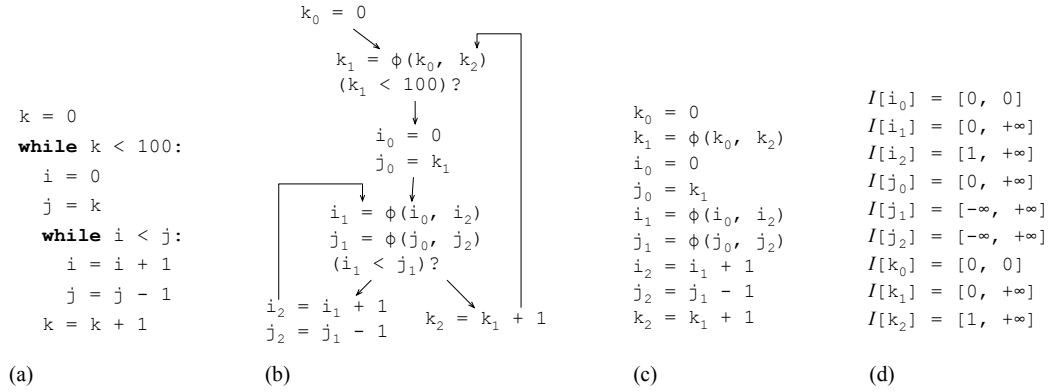 k = 0
while k < 100:
i = 0
j = k
while i < j:
i = i + 1
j = j - 1
k = k + 1
(a)
k₀ = 0
k₁ = ϕ(k₀, k₂)
(k₁ < 100)?
i₀ = 0
j₀ = k₁
i₁ = ϕ(i₀, i₂)
j₁ = ϕ(j₀, j₂)
(i₁ < j₁)?
i₂ = i₁ + 1
j₂ = j₁ - 1
k₂ = k₁ + 1
(b)
k₀ = 0
k₁ = ϕ(k₀, k₂)
i₀ = 0
j₀ = k₁
i₁ = ϕ(i₀, i₂)
j₁ = ϕ(j₀, j₂)
i₂ = i₁ + 1
j₂ = j₁ - 1
k₂ = k₁ + 1
(c)
I[i₀] = [0, 0]
I[i₁] = [0, +∞]
I[i₂] = [1, +∞]
I[j₀] = [0, +∞]
I[j₁] = [-∞, +∞]
I[j₂] = [-∞, +∞]
I[k₀] = [0, 0]
I[k₁] = [0, +∞]
I[k₂] = [1, +∞]
(d)